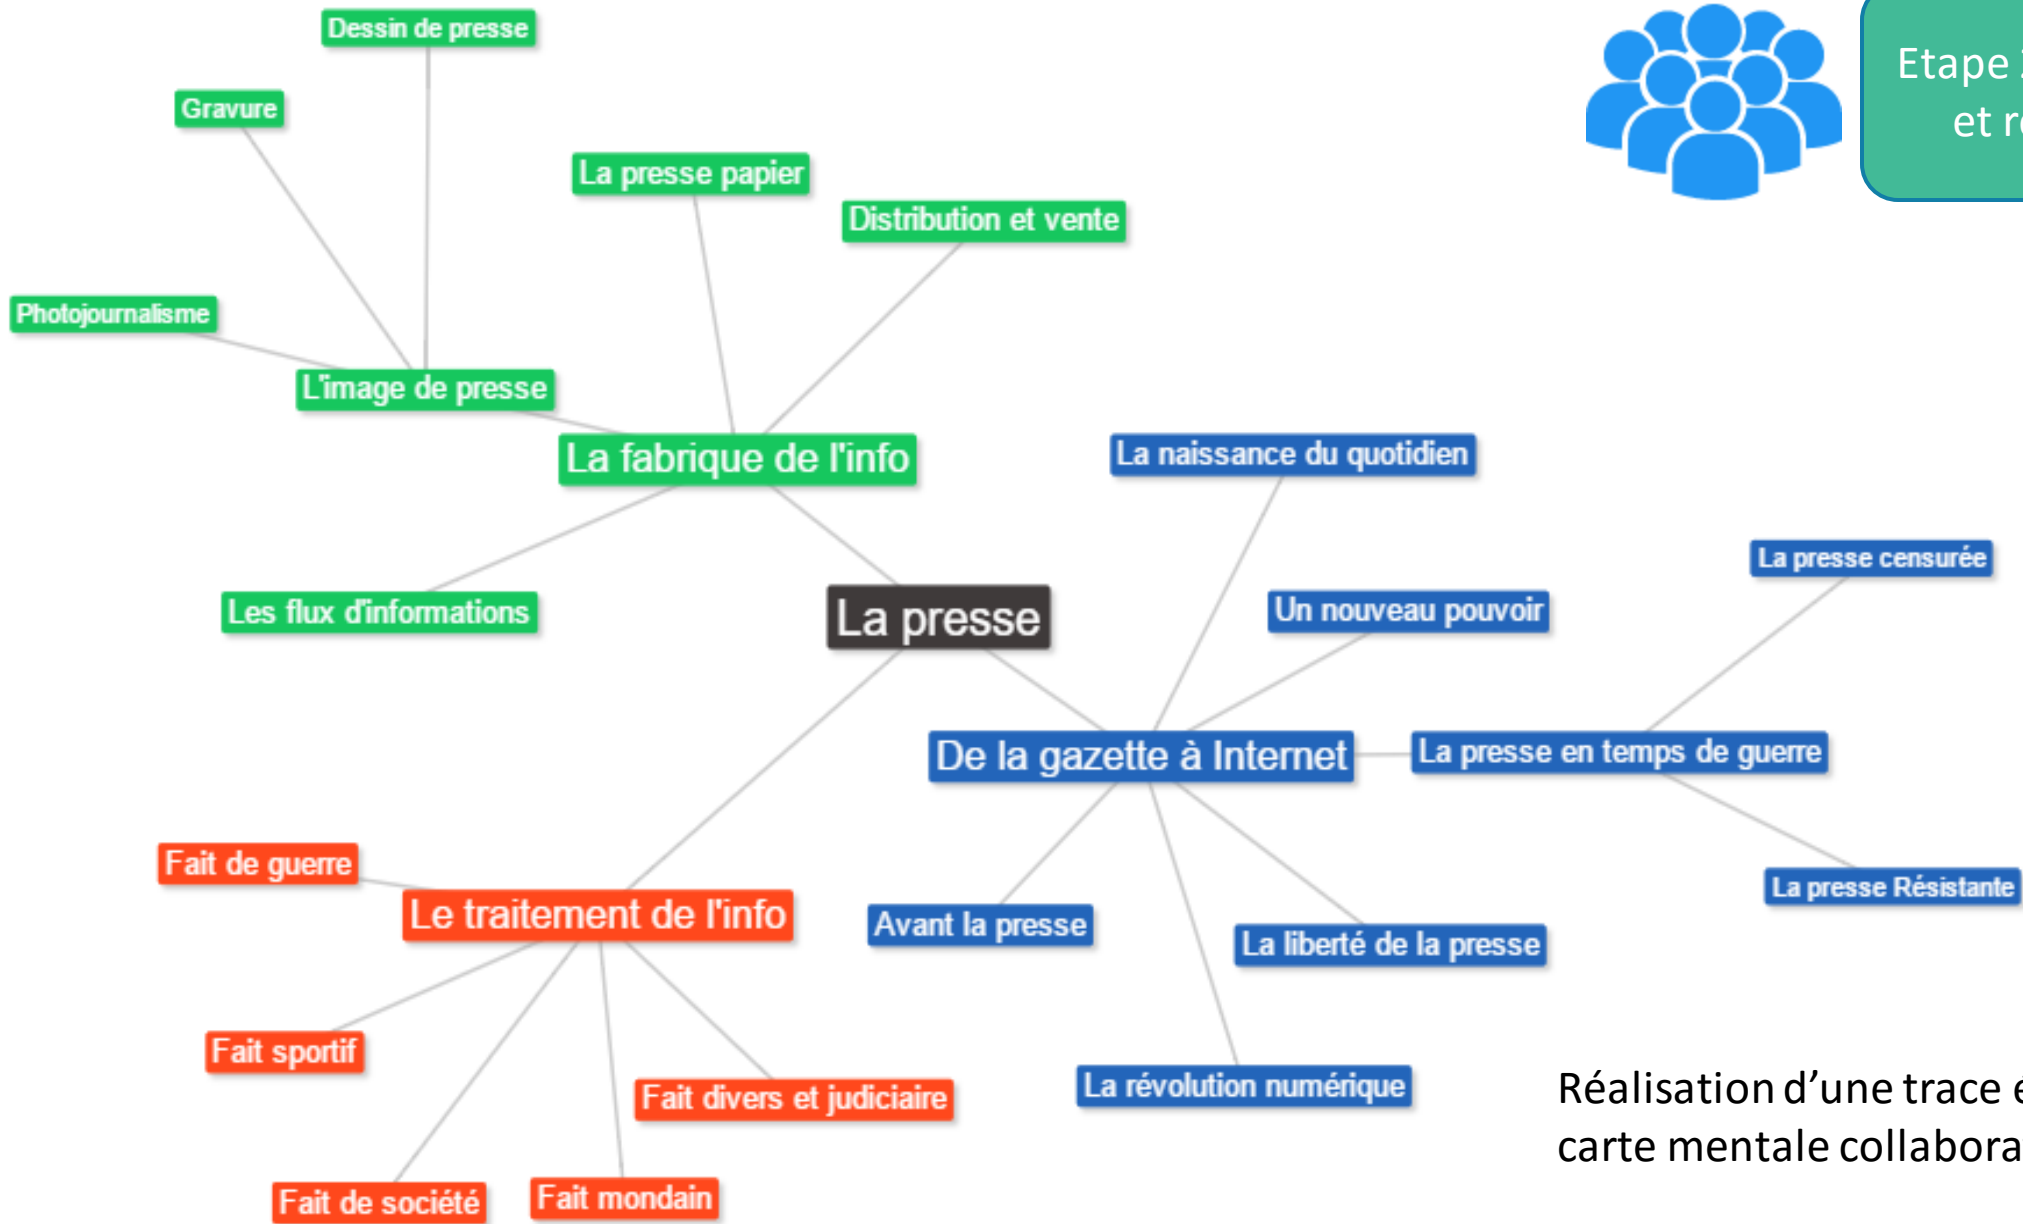 Dessin de presse
Gravure
La presse papier
Distribution et vente
Photojournalisme
L'image de presse
La fabrique de l'info
Les flux d'informations
La presse
Etape
et
La naissance du quotidien
La presse censurée
Un nouveau pouvoir
De la gazette à Internet
La presse en temps de guerre
La presse Résistante
Avant la presse
La liberté de la presse
La révolution numérique
Fait de guerre
Le traitement de l'info
Fait sportif
Fait divers et judiciaire
Fait de société
Fait mondain
Réalisation d’une trace
carte mentale